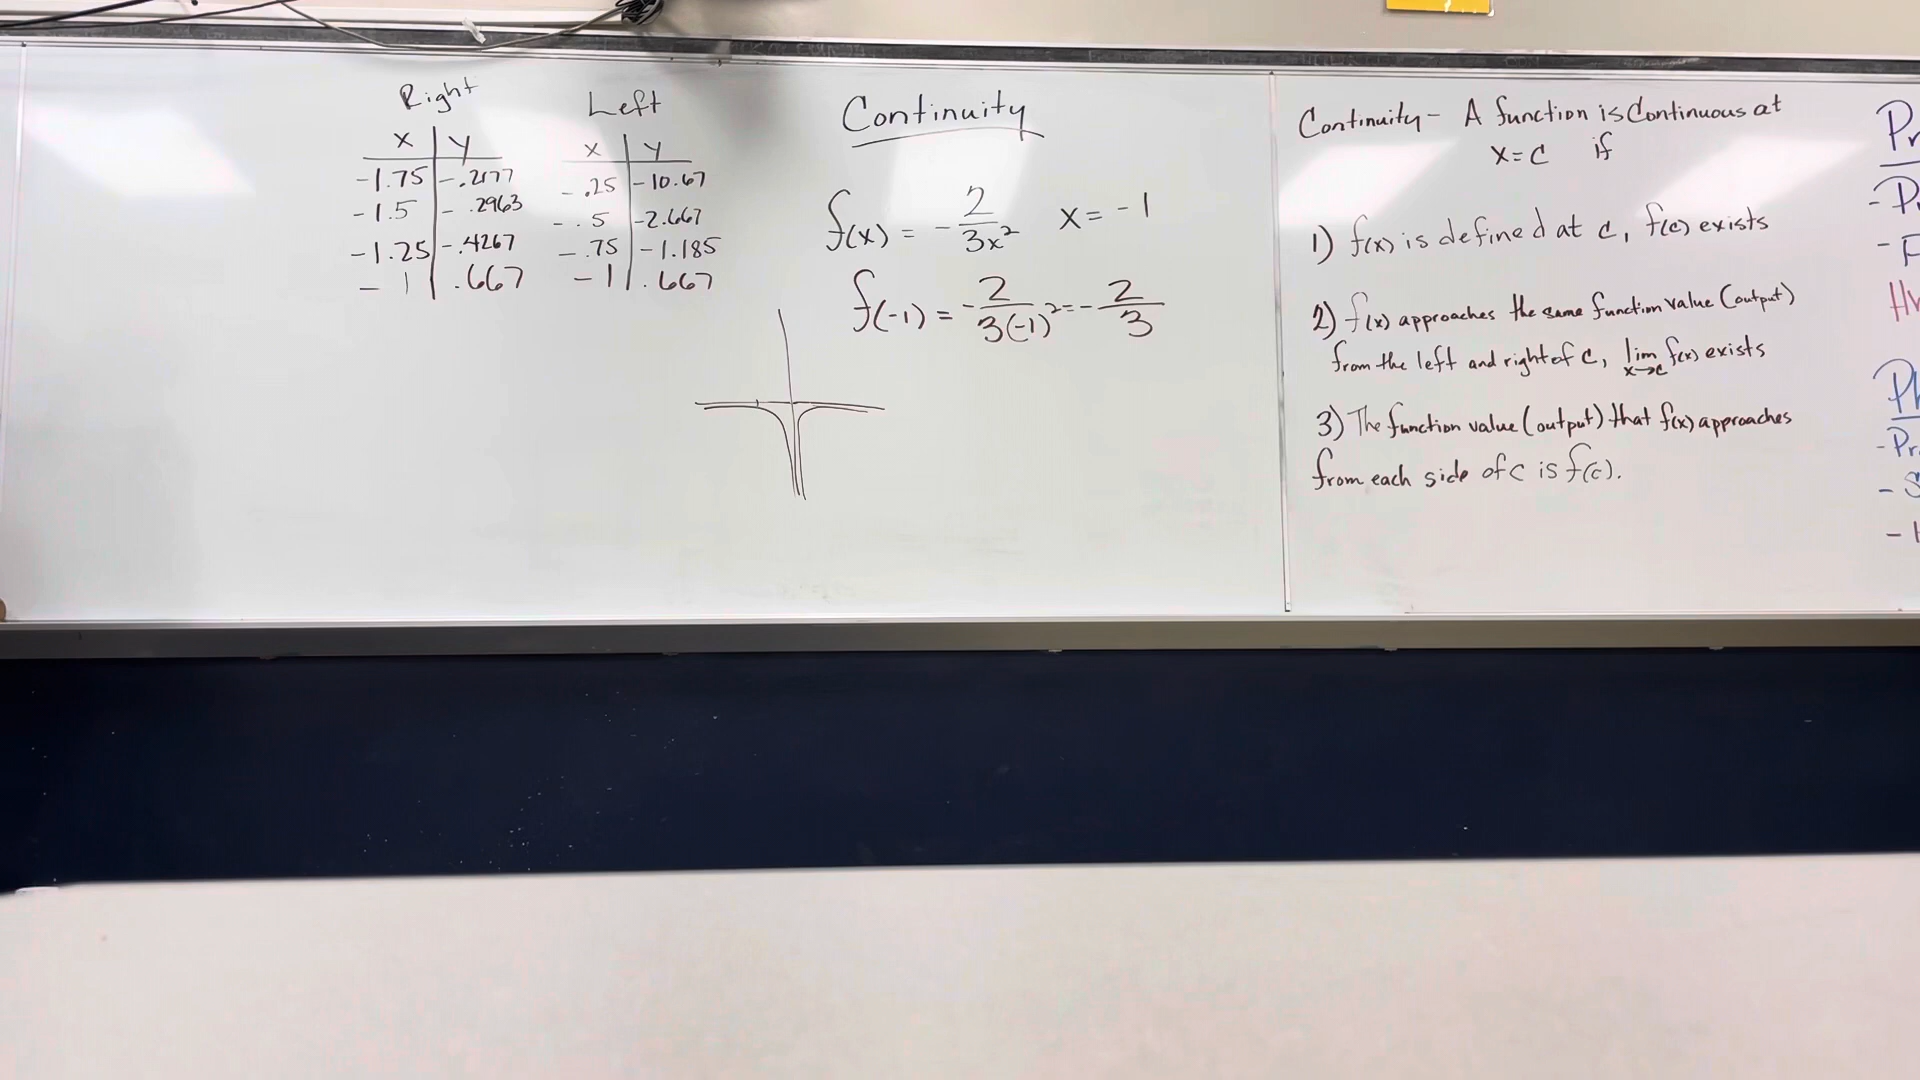 Right
x | y
-1.75 | -.2177
-1.5 | -.2963
-1.25 | -.4267
-1 | .667
Left
x | y
-.25 | -10.67
-.5 | -2.667
-.75 | -1.185
-1 | .667
Continuity
f(x) = -2/3x² x = -1
f(-1) = -2/3(-1)² = -2/3
Continuity - A function is Continuous at
x=c if
1) f(x) is defined at c, f(c) exists
2) f(x) approaches the same function value (output)
from the left and right of c, lim x→c f(x) exists
3) The function value (output) that f(x) approaches
from each side of c is f(c).